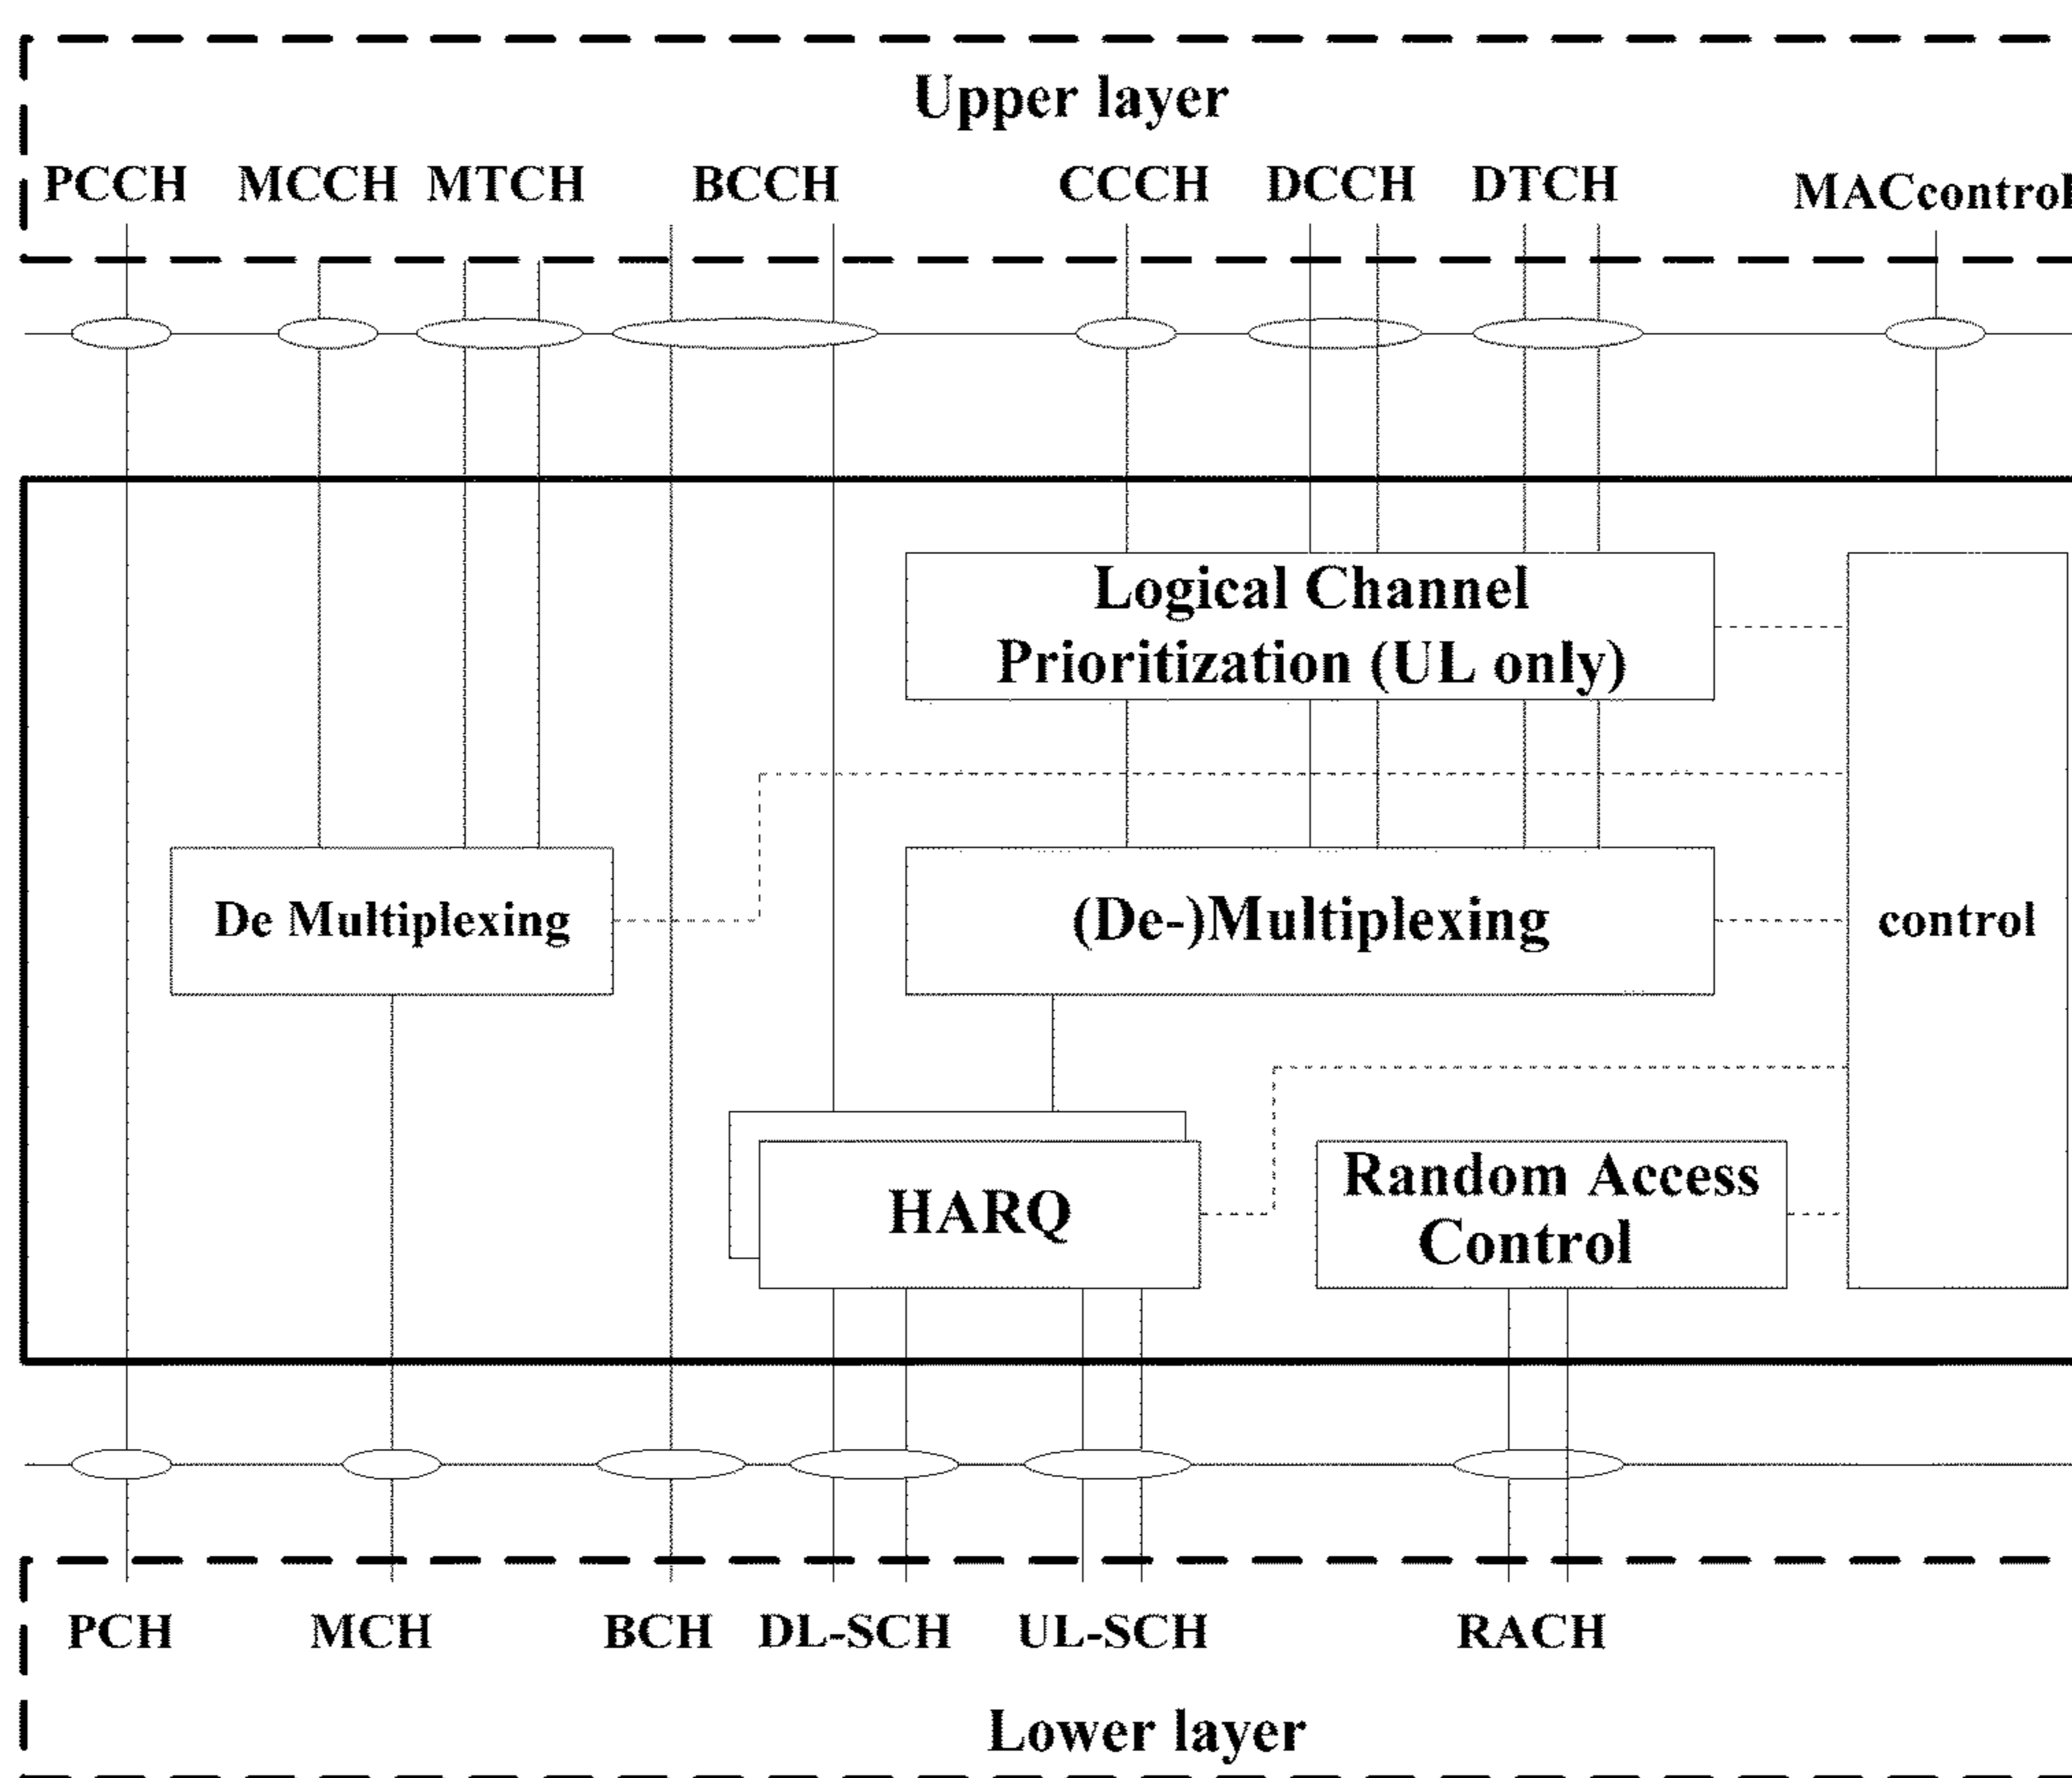 Upper layer
PCCH MCCH MTCH BCCH CCCH DCCH DTCH MACcontrol
Logical Channel
Prioritization (UL only)
De Multiplexing
(De-)Multiplexing
control
HARQ
Random Access
Control
PCH MCH BCH DL-SCH UL-SCH RACH
Lower layer